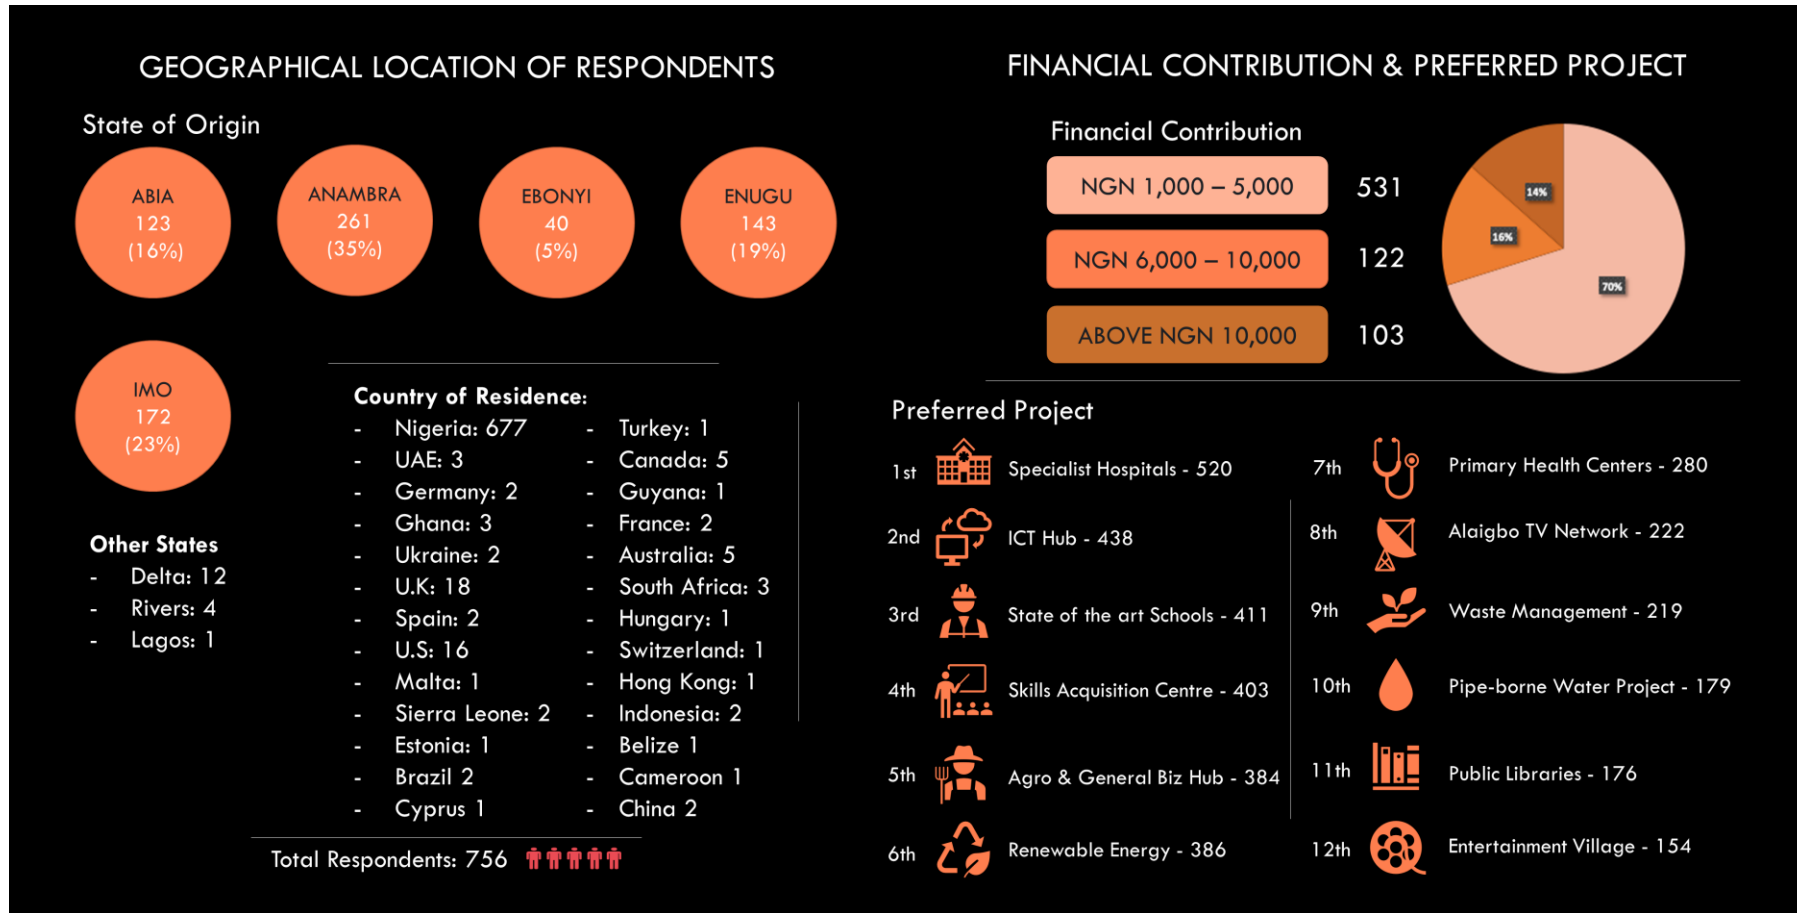 GEOGRAPHICAL LOCATION OF RESPONDENTS
State of Origin
ABIA
123
(16%)
ANAMBRA
261
(35%)
EBONYI
40
(5%)
ENUGU
143
(19%)
IMO
172
(23%)
Other States
- Delta: 12
- Rivers: 4
- Lagos: 1
Country of Residence:
- Nigeria: 677
- UAE: 3
- Germany: 2
- Ghana: 3
- Ukraine: 2
- U.K: 18
- Spain: 2
- U.S: 16
- Malta: 1
- Sierra Leone: 2
- Estonia: 1
- Brazil 2
- Cyprus 1
- Turkey: 1
- Canada: 5
- Guyana: 1
- France: 2
- Australia: 5
- South Africa: 3
- Hungary: 1
- Switzerland: 1
- Hong Kong: 1
- Indonesia: 2
- Belize 1
- Cameroon 1
- China 2
Total Respondents: 756
FINANCIAL CONTRIBUTION & PREFERRED PROJECT
Financial Contribution
NGN 1,000 – 5,000 531
NGN 6,000 – 10,000 122
ABOVE NGN 10,000 103
14%
16%
70%
Preferred Project
1st Specialist Hospitals - 520
2nd ICT Hub - 438
3rd State of the art Schools - 411
4th Skills Acquisition Centre - 403
5th Agro & General Biz Hub - 384
6th Renewable Energy - 386
7th Primary Health Centers - 280
8th Alaigbo TV Network - 222
9th Waste Management - 219
10th Pipe-borne Water Project - 179
11th Public Libraries - 176
12th Entertainment Village - 154